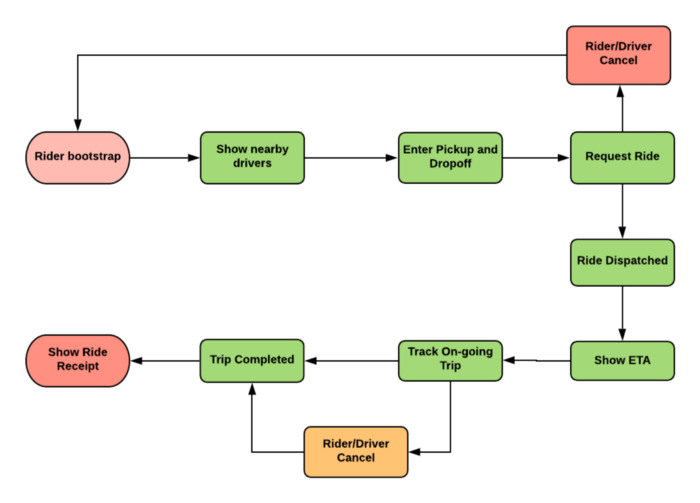 Rider/Driver
Cancel
Rider bootstrap
Show nearby
drivers
Enter Pickup and
Dropoff
Request Ride
Ride Dispatched
Show Ride
Receipt
Trip Completed
Track On-going
Trip
Show ETA
Rider/Driver
Cancel